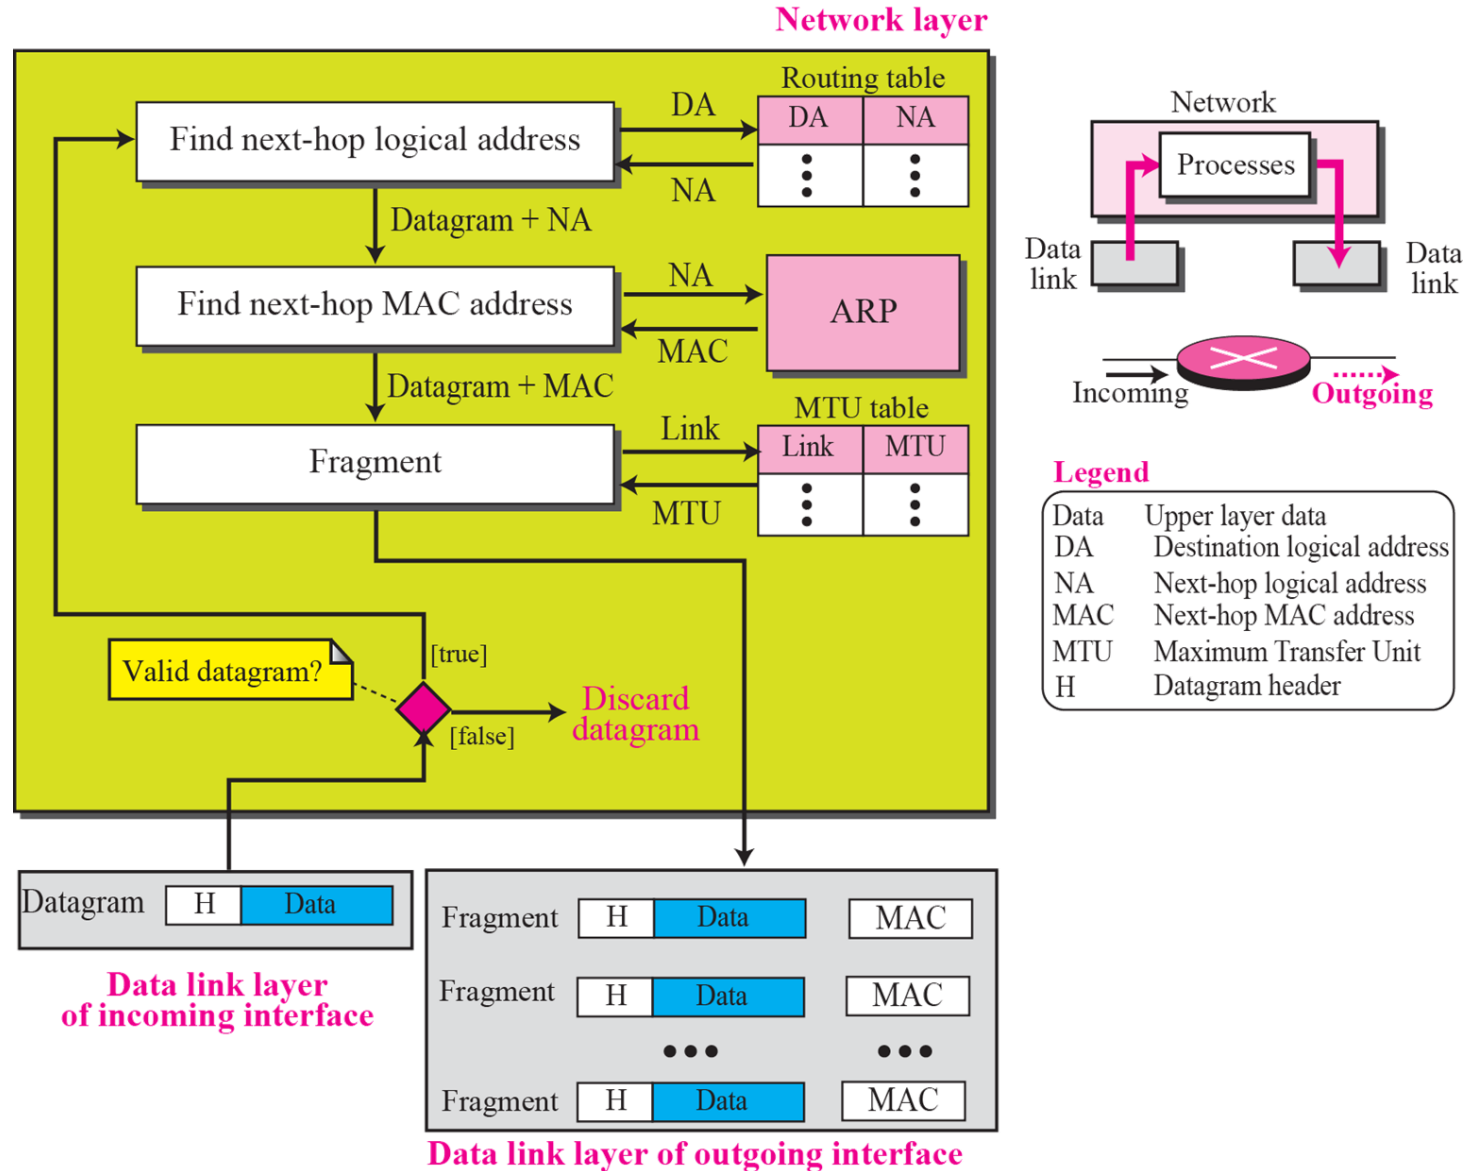 Network layer
Routing table
DA NA
Find next-hop logical address
DA
NA
Datagram + NA
Find next-hop MAC address
NA
MAC
ARP
Datagram + MAC
MTU table
Link MTU
Fragment
Link
MTU
[true]
Valid datagram?
[false]
Discard
datagram
Datagram H Data
Data link layer
of incoming interface
Fragment H Data MAC
Fragment H Data MAC
Fragment H Data MAC
Data link layer of outgoing interface
Network
Processes
Data
link
Data
link
Incoming
Outgoing
Legend
Data Upper layer data
DA Destination logical address
NA Next-hop logical address
MAC Next-hop MAC address
MTU Maximum Transfer Unit
H Datagram header